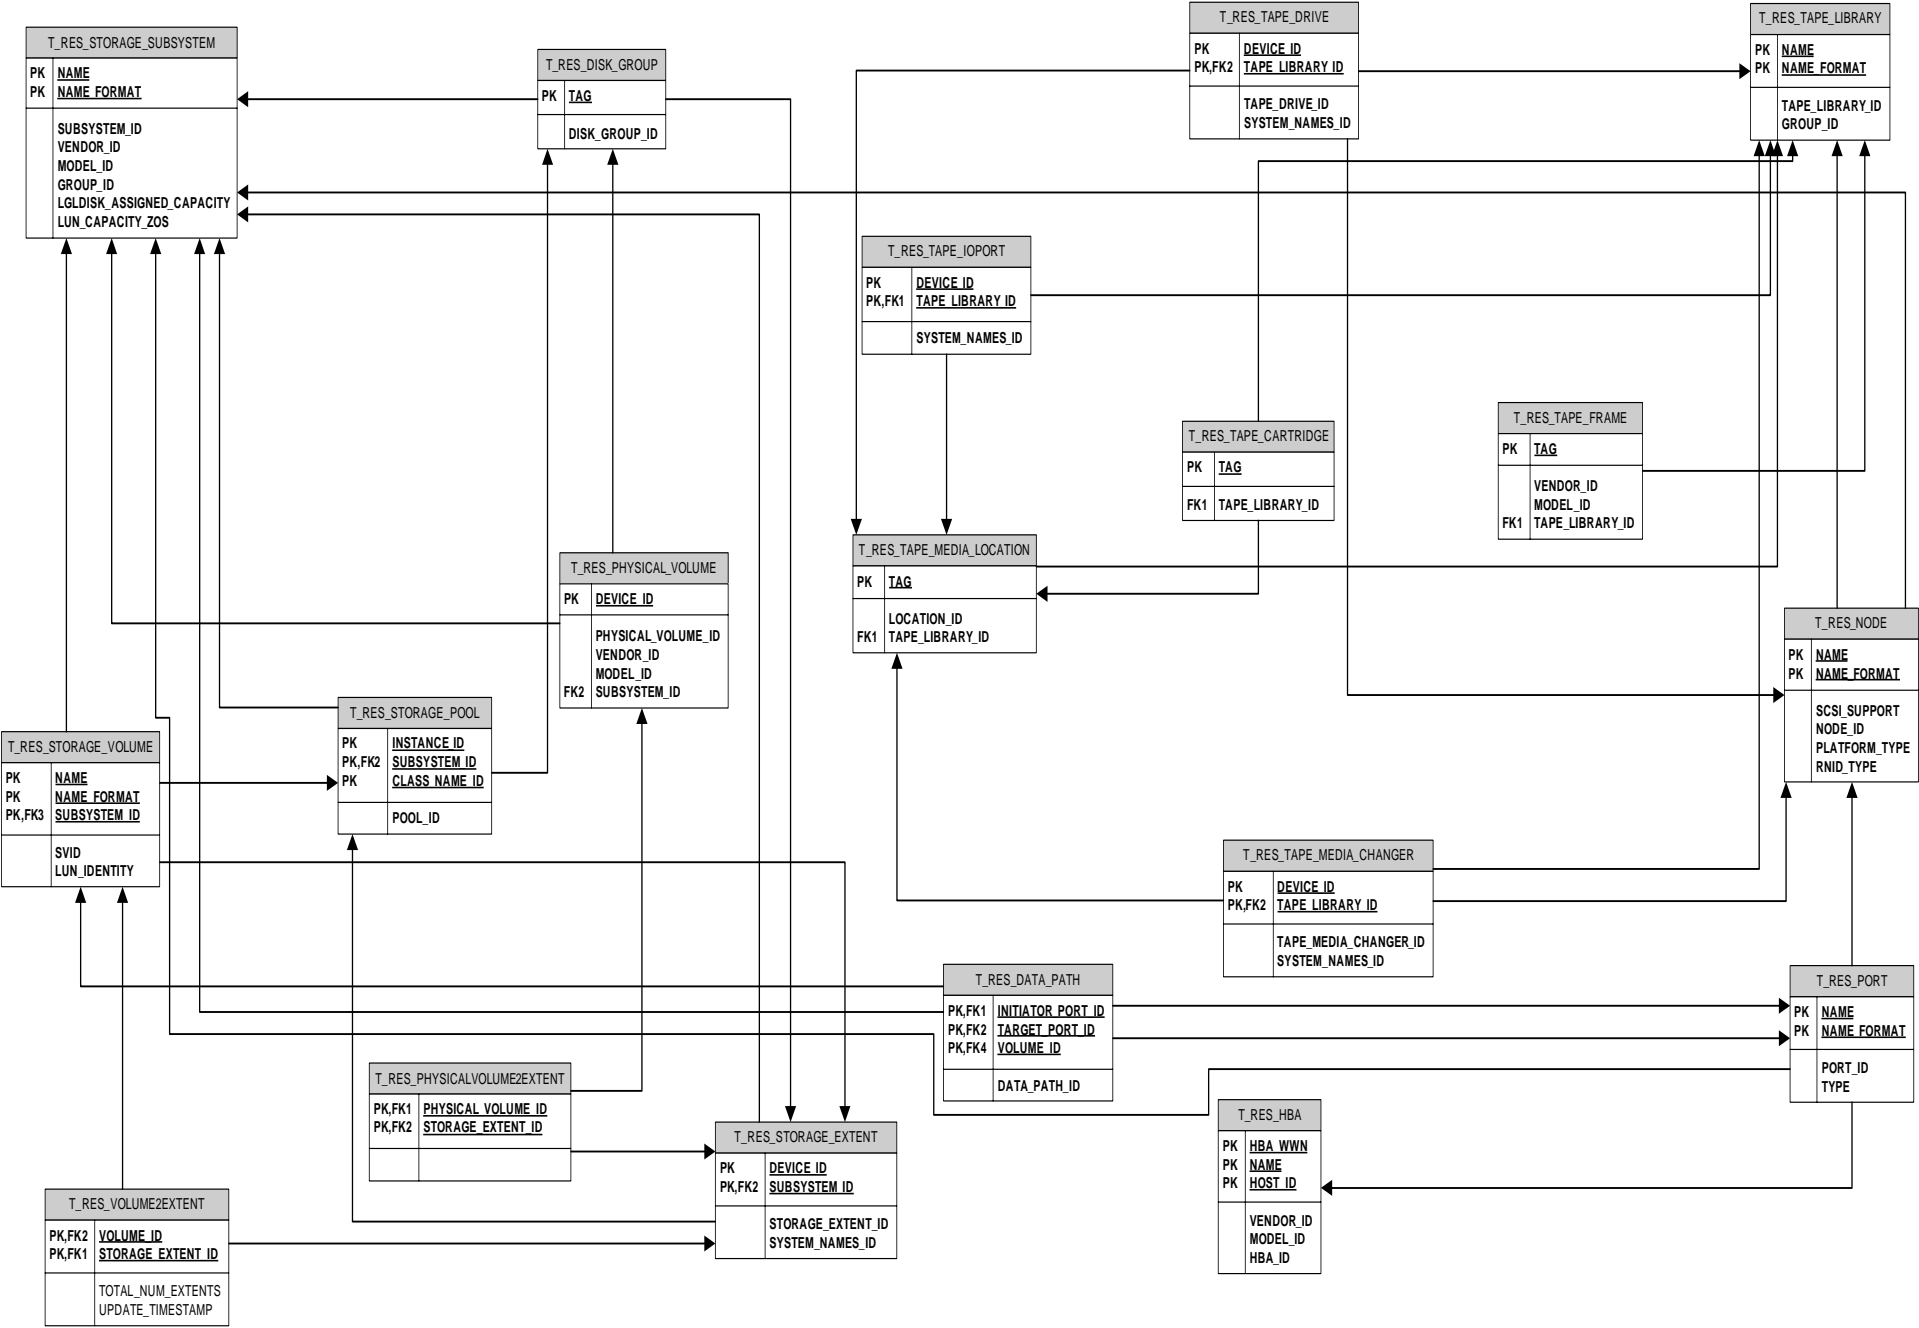 T_RES_STORAGE_SUBSYSTEM
PK NAME
PK NAME_FORMAT
SUBSYSTEM_ID
VENDOR_ID
MODEL_ID
GROUP_ID
LGLDISK_ASSIGNED_CAPACITY
LUN_CAPACITY_ZOS
T_RES_DISK_GROUP
PK TAG
DISK_GROUP_ID
T_RES_TAPE_DRIVE
PK DEVICE_ID
PK,FK2 TAPE_LIBRARY_ID
TAPE_DRIVE_ID
SYSTEM_NAMES_ID
T_RES_TAPE_LIBRARY
PK NAME
PK NAME_FORMAT
TAPE_LIBRARY_ID
GROUP_ID
T_RES_TAPE_IOPORT
PK DEVICE_ID
PK,FK1 TAPE_LIBRARY_ID
SYSTEM_NAMES_ID
T_RES_TAPE_CARTRIDGE
PK TAG
FK1 TAPE_LIBRARY_ID
T_RES_TAPE_FRAME
PK TAG
VENDOR_ID
MODEL_ID
FK1 TAPE_LIBRARY_ID
T_RES_PHYSICAL_VOLUME
PK DEVICE_ID
PHYSICAL_VOLUME_ID
VENDOR_ID
MODEL_ID
FK2 SUBSYSTEM_ID
T_RES_TAPE_MEDIA_LOCATION
PK TAG
LOCATION_ID
FK1 TAPE_LIBRARY_ID
T_RES_NODE
PK NAME
PK NAME_FORMAT
SCSI_SUPPORT
NODE_ID
PLATFORM_TYPE
RNID_TYPE
T_RES_STORAGE_VOLUME
PK NAME
PK NAME_FORMAT
PK,FK3 SUBSYSTEM_ID
SVID
LUN_IDENTITY
T_RES_STORAGE_POOL
PK INSTANCE_ID
PK,FK2 SUBSYSTEM_ID
PK CLASS_NAME_ID
POOL_ID
T_RES_TAPE_MEDIA_CHANGER
PK DEVICE_ID
PK,FK2 TAPE_LIBRARY_ID
TAPE_MEDIA_CHANGER_ID
SYSTEM_NAMES_ID
T_RES_DATA_PATH
PK,FK1 INITIATOR_PORT_ID
PK,FK2 TARGET_PORT_ID
PK,FK4 VOLUME_ID
DATA_PATH_ID
T_RES_PORT
PK NAME
PK NAME_FORMAT
PORT_ID
TYPE
T_RES_PHYSICALVOLUME2EXTENT
PK,FK1 PHYSICAL_VOLUME_ID
PK,FK2 STORAGE_EXTENT_ID
T_RES_STORAGE_EXTENT
PK DEVICE_ID
PK,FK2 SUBSYSTEM_ID
STORAGE_EXTENT_ID
SYSTEM_NAMES_ID
T_RES_HBA
PK HBA_WWN
PK NAME
PK HOST_ID
VENDOR_ID
MODEL_ID
HBA_ID
T_RES_VOLUME2EXTENT
PK,FK2 VOLUME_ID
PK,FK1 STORAGE_EXTENT_ID
TOTAL_NUM_EXTENTS
UPDATE_TIMESTAMP